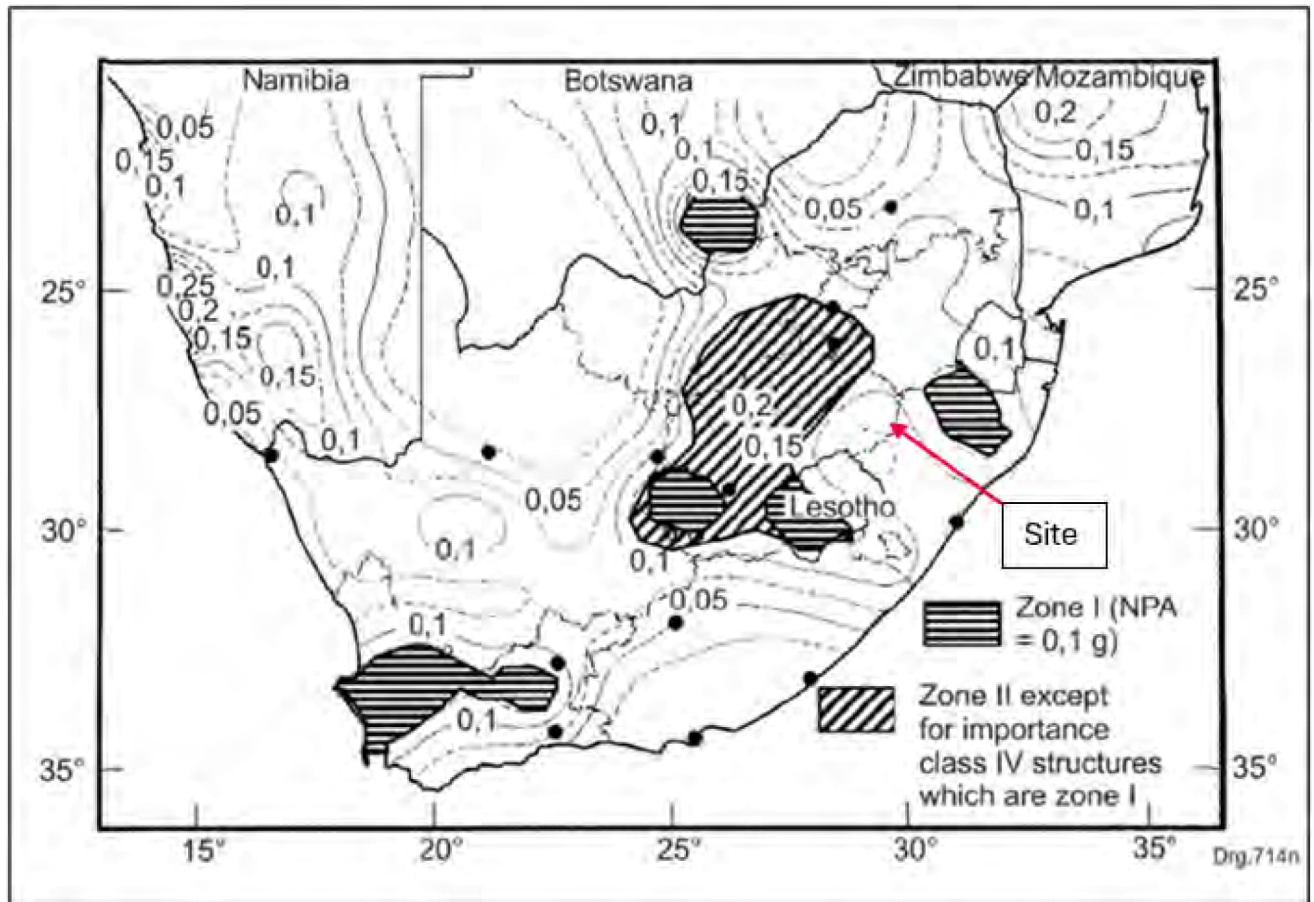 Namibia
Botswana
Zimbabwe
Mozambique
0,05
0,15
0,1
0,1
0,1
0,25
0,2
0,15
0,15
0,05
0,1
0,1
0,1
0,15
0,05
0,2
0,15
0,1
0,1
0,2
0,15
Lesotho
0,05
0,1
0,1
0,05
0,1
0,1
Site
Zone I (NPA
= 0,1 g)
Zone II except
for importance
class IV structures
which are zone I
25°
30°
35°
25°
30°
35°
15°
20°
25°
30°
35°
Drg.714n